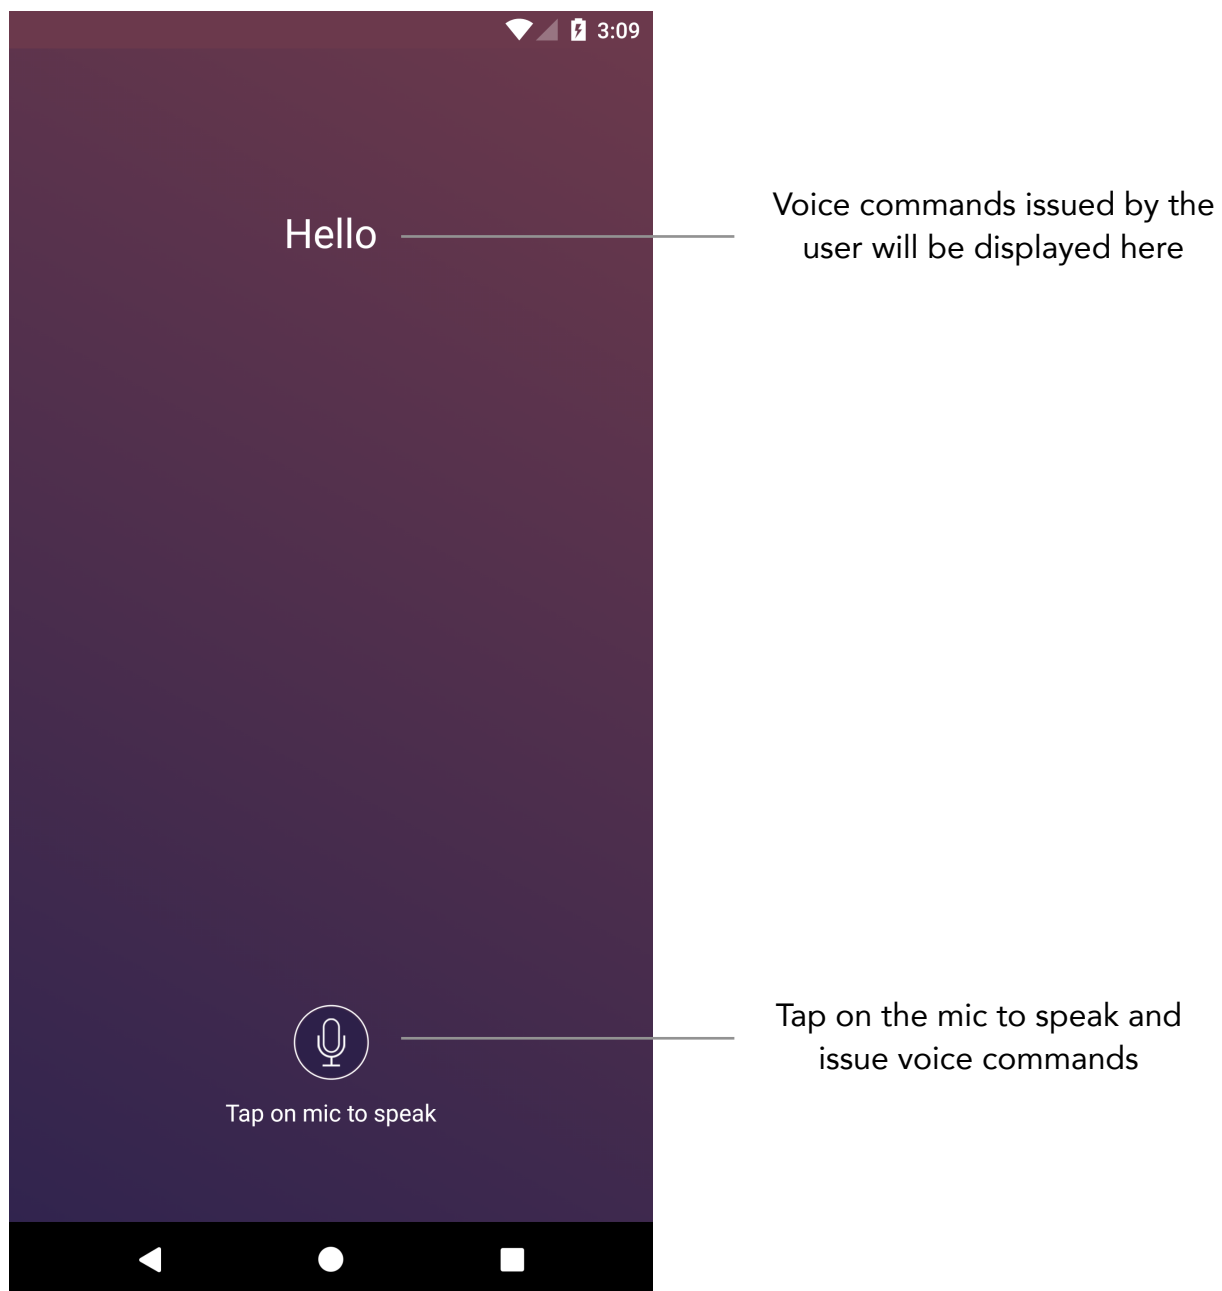 3:09
Hello
Voice commands issued by the
user will be displayed here
Tap on the mic to speak and
issue voice commands
Tap on mic to speak